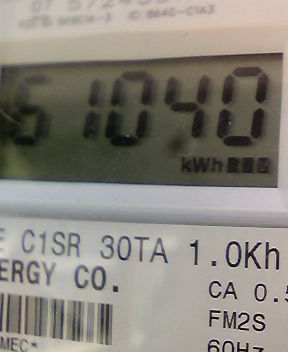 51040
kWh
E C1SR 30TA 1.0Kh
ERGY CO.
CA 0.5
FM2S
60Hz
MEC*